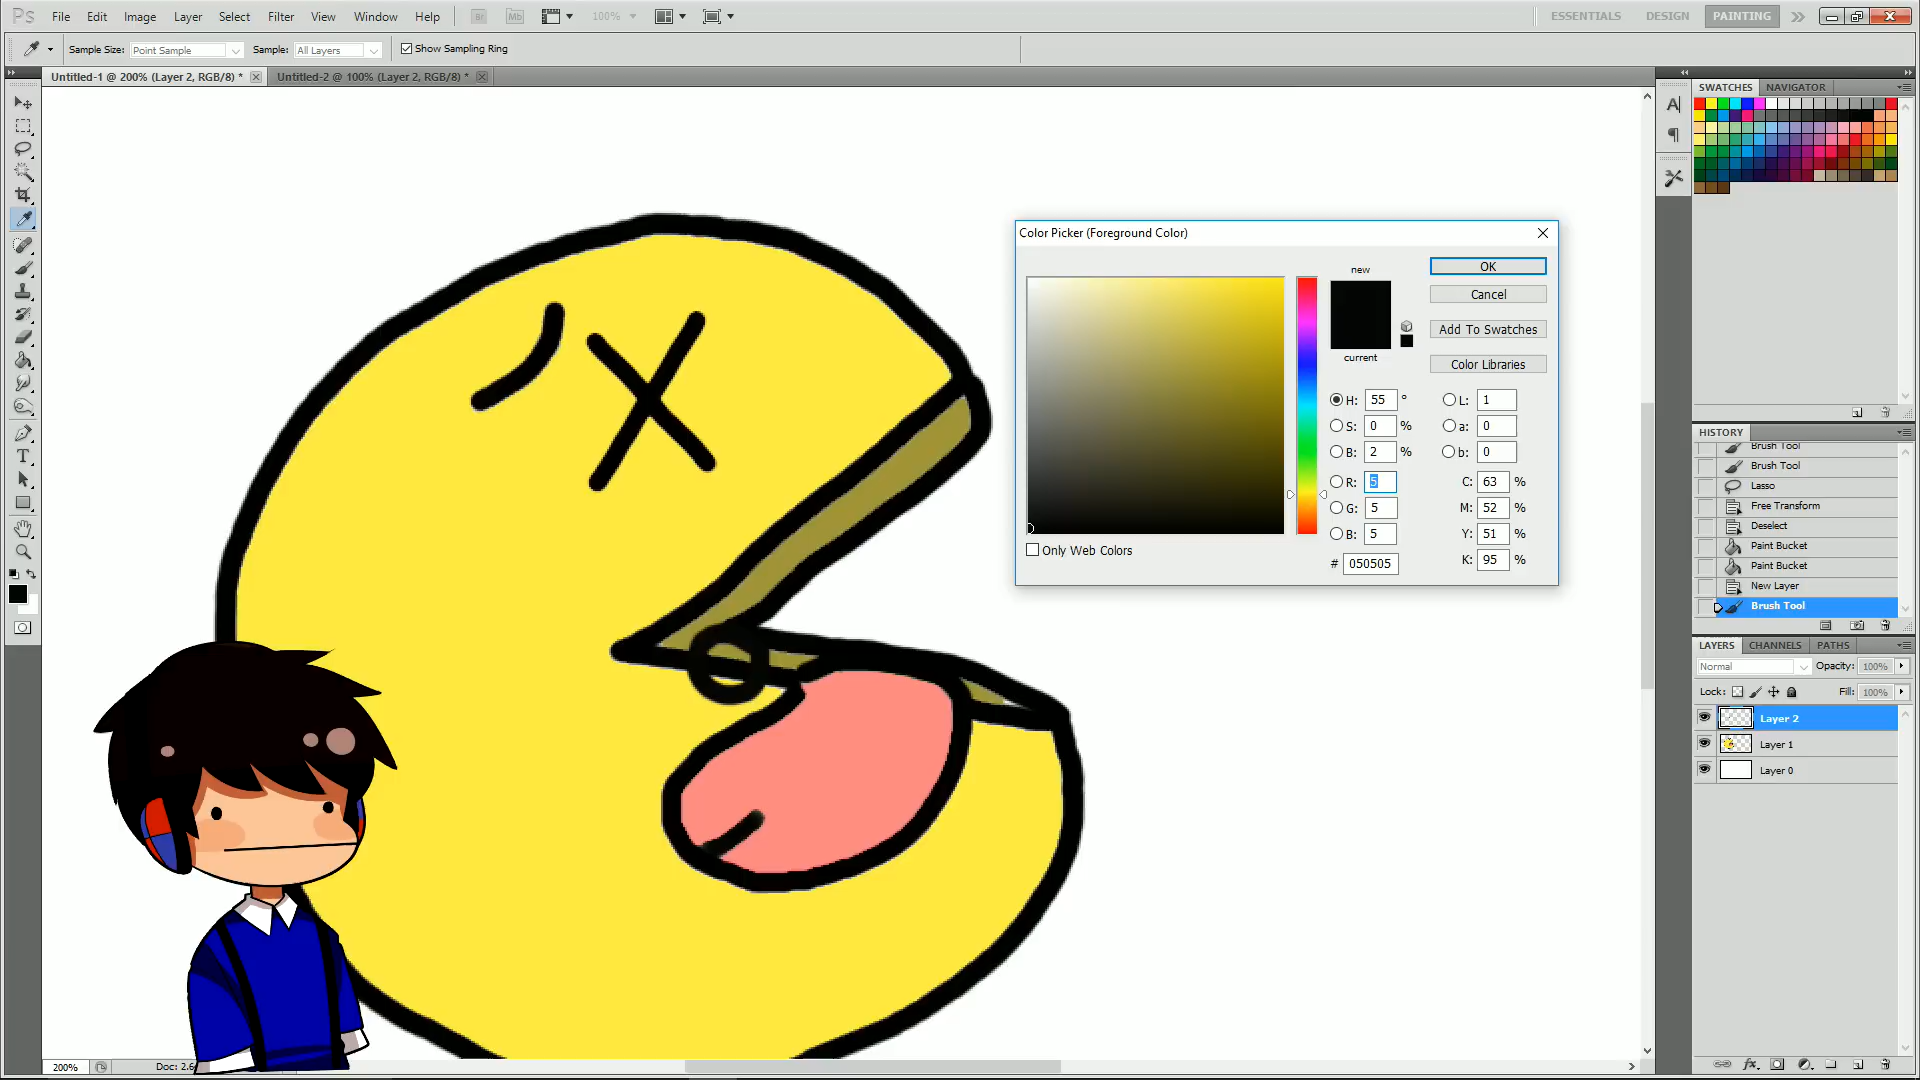 Ps File Edit Image Layer Select Filter View Window Help Br Mb 100% ESSENTIALS DESIGN PAINTING
Sample Size: Point Sample Sample: All Layers Show Sampling Ring
Untitled-1 @ 200% (Layer 2, RGB/8) * Untitled-2 @ 100% (Layer 2, RGB/8) *
SWATCHES NAVIGATOR
Color Picker (Foreground Color)
new
OK
Cancel
Add To Swatches
current
Color Libraries
H: 55 ° L: 1
S: 0 % a: 0
B: 2 % b: 0
R: 5 C: 63 %
G: 5 M: 52 %
B: 5 Y: 51 %
# 050505 K: 95 %
Only Web Colors
HISTORY
Brush Tool
Brush Tool
Lasso
Free Transform
Deselect
Paint Bucket
Paint Bucket
New Layer
Brush Tool
LAYERS CHANNELS PATHS
Normal Opacity: 100%
Lock: Fill: 100%
Layer 2
Layer 1
Layer 0
200% Doc: 2.6